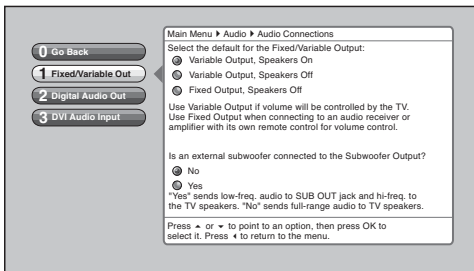 0 Go Back
1 Fixed/Variable Out
2 Digital Audio Out
3 DVI Audio Input
Main Menu ▶ Audio ▶ Audio Connections
Select the default for the Fixed/Variable Output:
Variable Output, Speakers On
Variable Output, Speakers Off
Fixed Output, Speakers Off
Use Variable Output if volume will be controlled by the TV.
Use Fixed Output when connecting to an audio receiver or
amplifier with its own remote control for volume control.
Is an external subwoofer connected to the Subwoofer Output?
No
Yes
"Yes" sends low-freq. audio to SUB OUT jack and hi-freq. to
the TV speakers. "No" sends full-range audio to TV speakers.
Press ▲ or ▼ to point to an option, then press OK to
select it. Press ◀ to return to the menu.